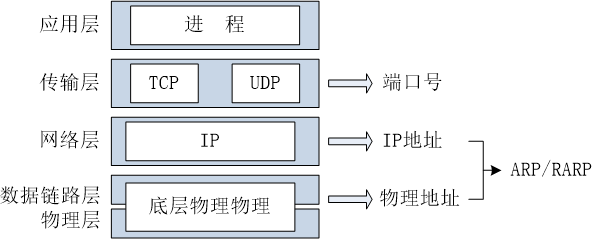 应用层
进 程
传输层
TCP
UDP
端口号
网络层
IP
IP地址
ARP/RARP
数据链路层
物理层
底层物理物理
物理地址